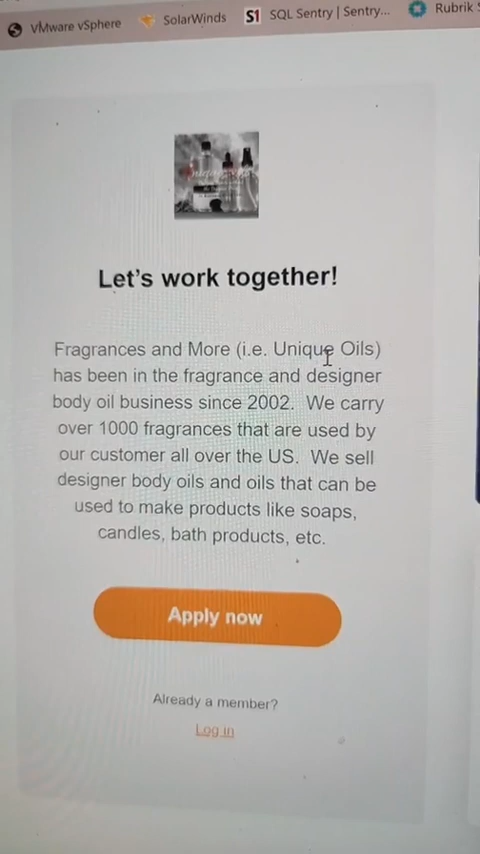 VMware vSphere SolarWinds S1 SQL Sentry | Sentry... Rubrik
Let's work together!
Fragrances and More (i.e. Unique Oils)
has been in the fragrance and designer
body oil business since 2002.  We carry
over 1000 fragrances that are used by
our customer all over the US.  We sell
designer body oils and oils that can be
used to make products like soaps,
candles, bath products, etc.
Apply now
Already a member?
Log in